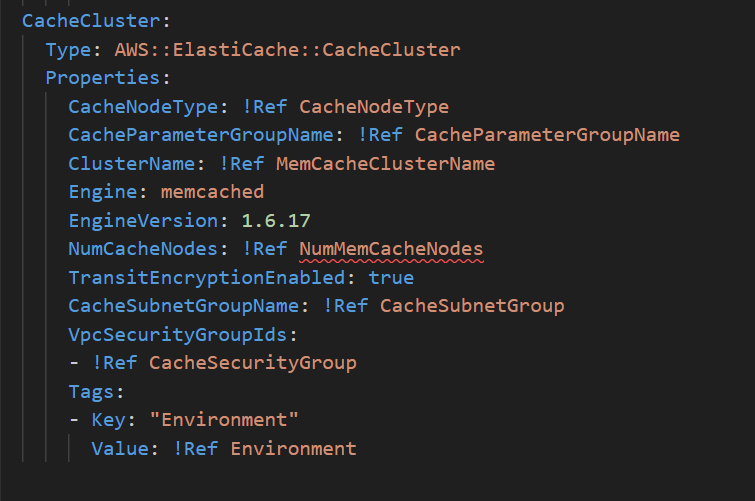 CacheCluster:
Type: AWS::ElastiCache::CacheCluster
Properties:
CacheNodeType: !Ref CacheNodeType
CacheParameterGroupName: !Ref CacheParameterGroupName
ClusterName: !Ref MemCacheClusterName
Engine: memcached
EngineVersion: 1.6.17
NumCacheNodes: !Ref NumMemCacheNodes
TransitEncryptionEnabled: true
CacheSubnetGroupName: !Ref CacheSubnetGroup
VpcSecurityGroupIds:
- !Ref CacheSecurityGroup
Tags:
- Key: "Environment"
Value: !Ref Environment